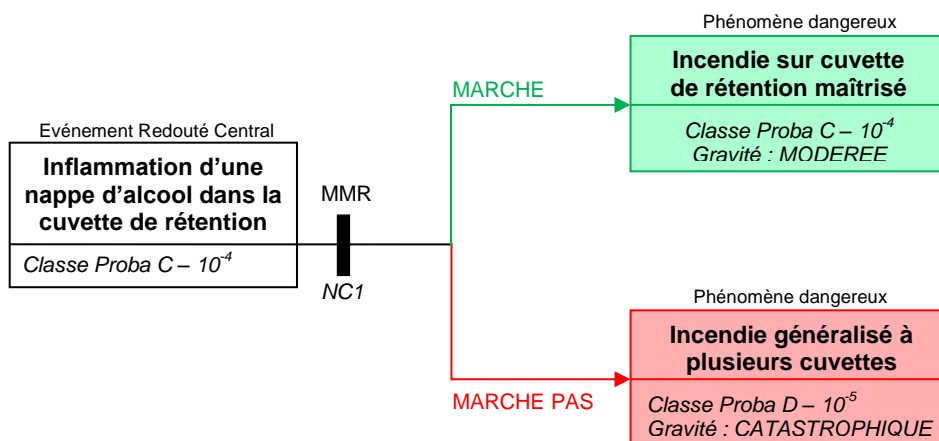 Evénement Redouté Central
Inflammation d’une
nappe d’alcool dans la
cuvette de rétention
Classe Proba C – 10-4
MMR
NC1
MARCHE
Phénomène dangereux
Incendie sur cuvette
de rétention maîtrisé
Classe Proba C – 10-4
Gravité : MODEREE
MARCHE PAS
Phénomène dangereux
Incendie généralisé à
plusieurs cuvettes
Classe Proba D – 10-5
Gravité : CATASTROPHIQUE